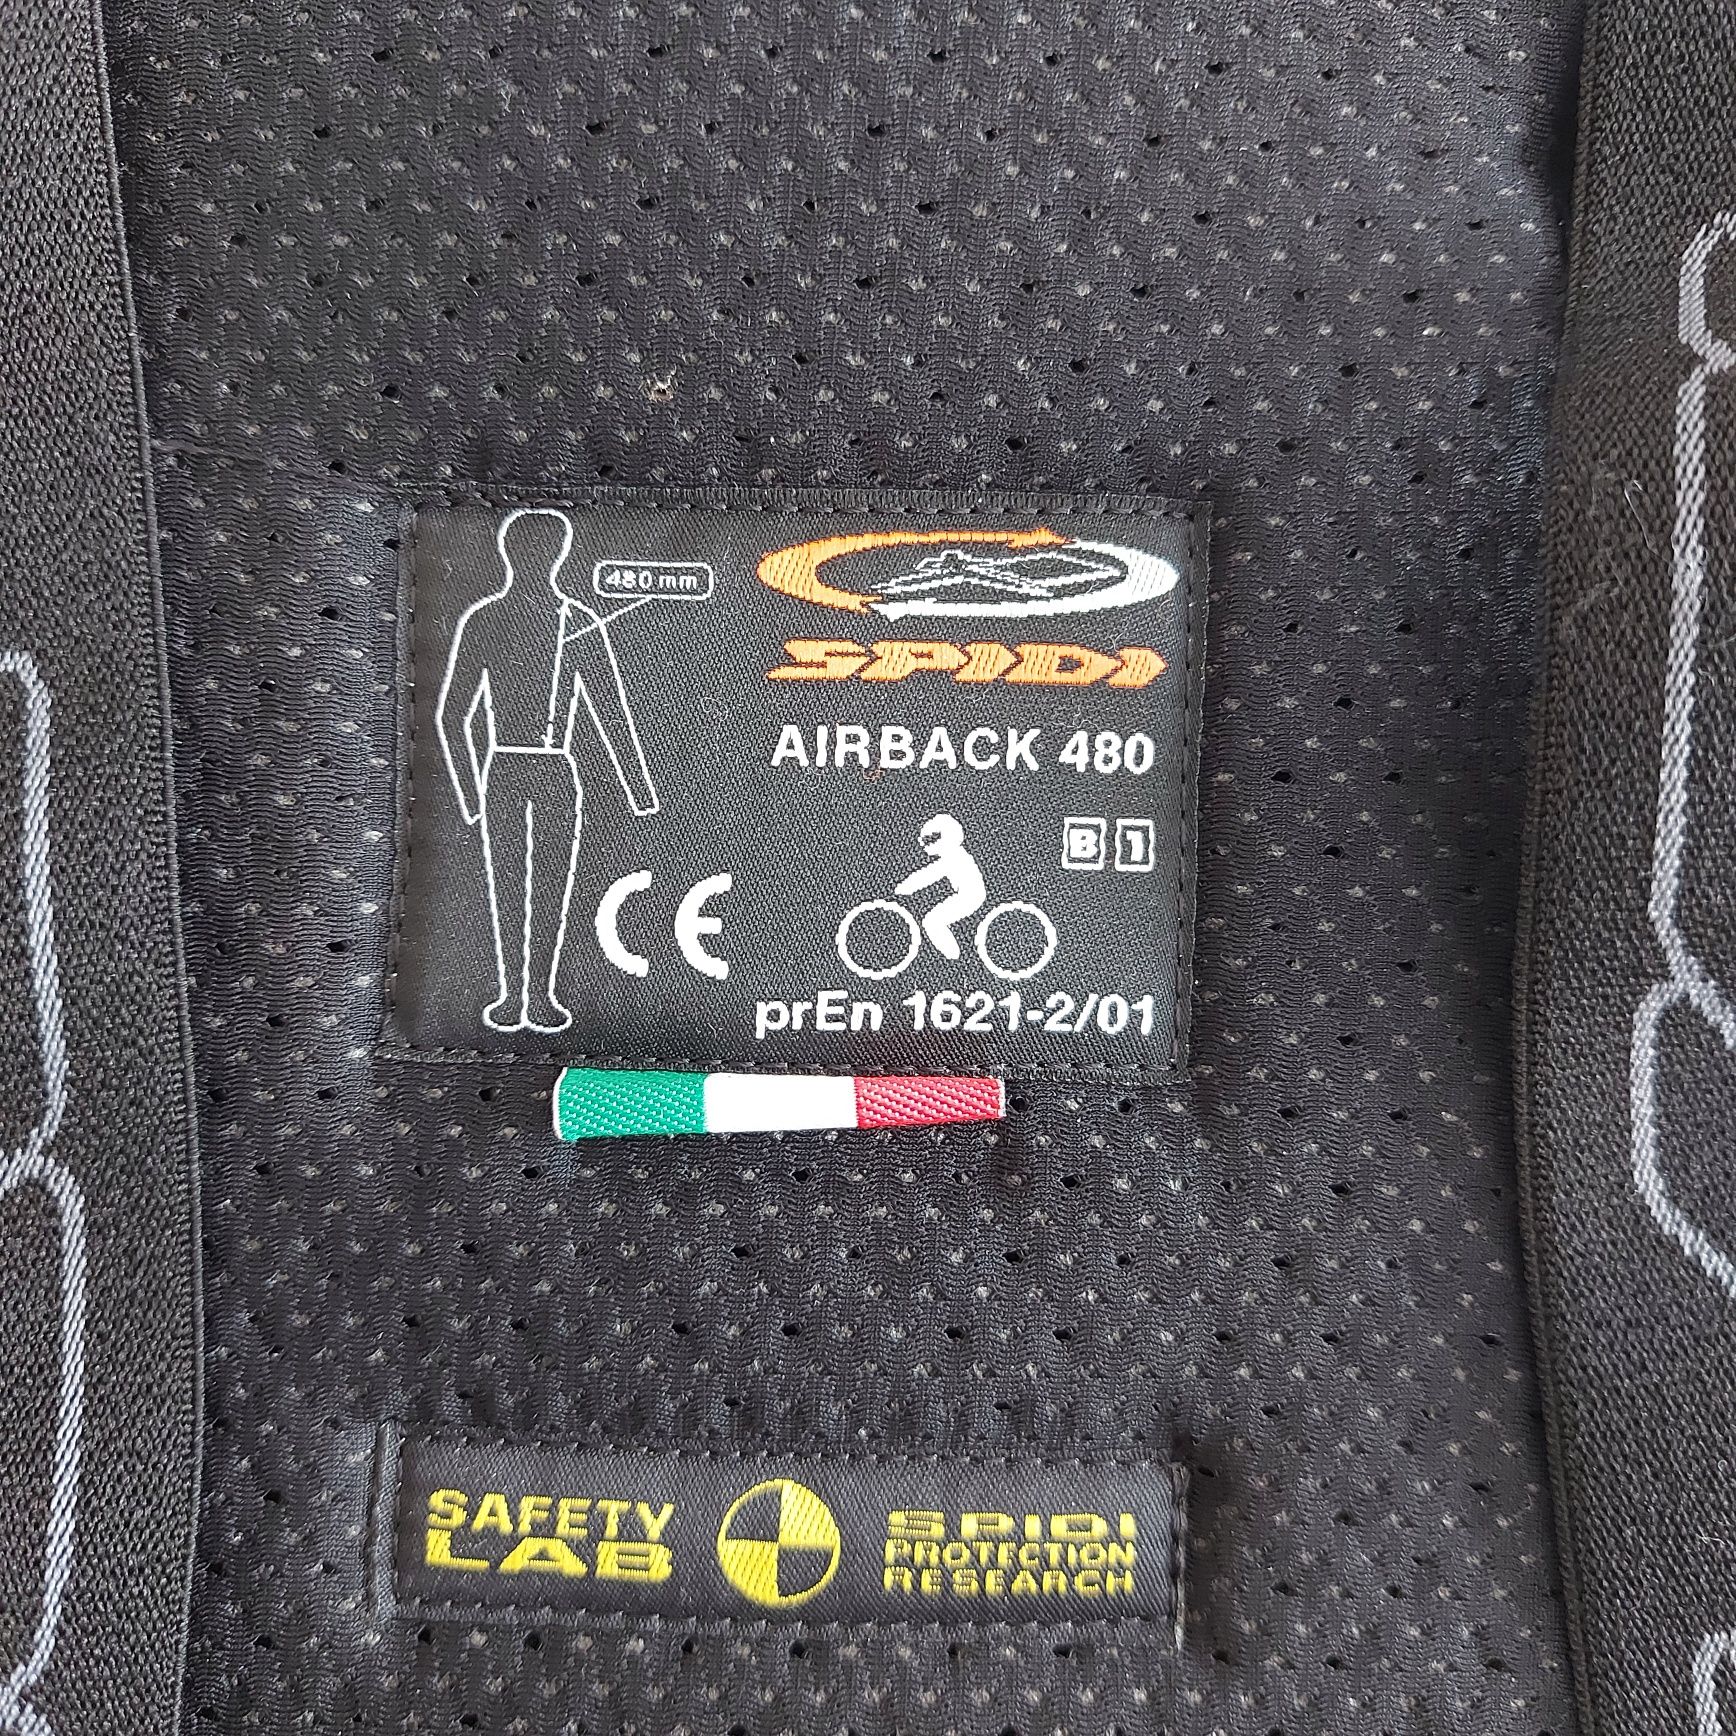 480 mm
SPIDI
AIRBACK 480
B 1
CE
prEn 1621-2/01
SAFETY
LAB
SPIDI
PROTECTION
RESEARCH